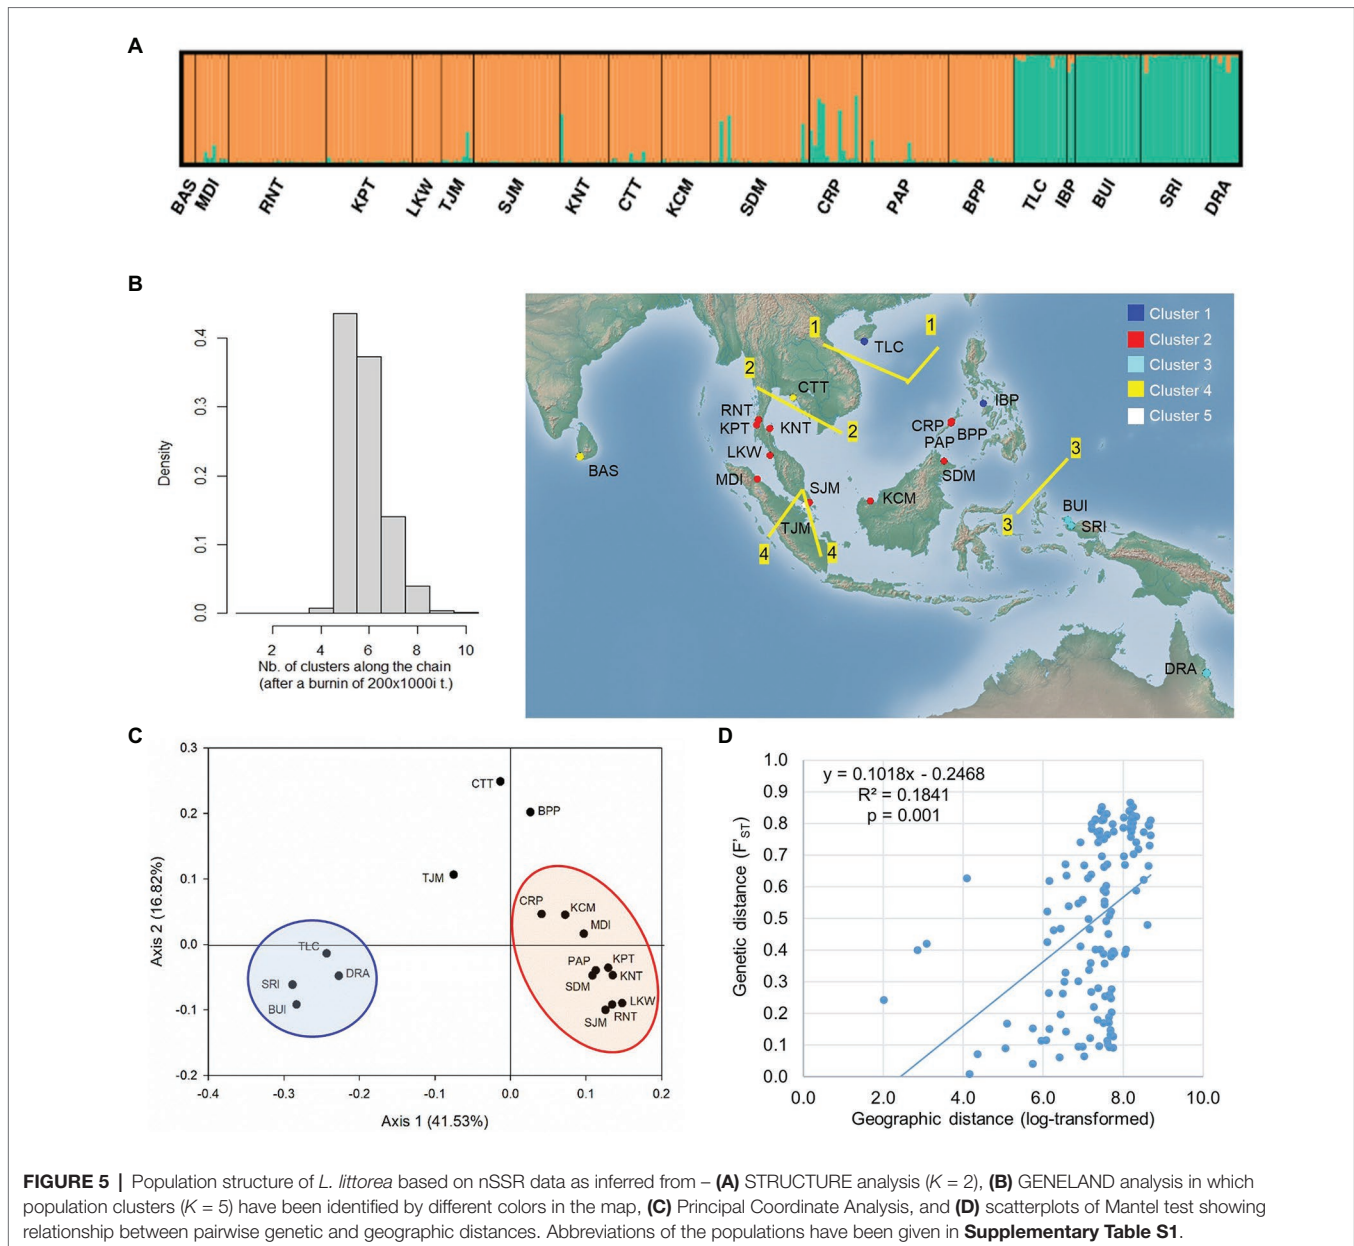 A
BAS
MDI
RNT
KPT
LKW
TJM
SJM
KNT
CTT
KCM
SDM
CRP
PAP
BPP
TLC
IBP
BUI
SRI
DRA
B
Density
0.4
0.3
0.2
0.1
0.0
2 4 6 8 10
Nb. of clusters along the chain
(after a burnin of 200x1000i t.)
Cluster 1
Cluster 2
Cluster 3
Cluster 4
Cluster 5
1
1
TLC
2
CTT
IBP
RNT
KPT
KNT
2
CRP
BPP
PAP
LKW
BAS
MDI
SJM
KCM
SDM
3
BUI
SRI
TJM
3
4
4
DRA
C
Axis 2 (16.82%)
0.3
0.2
0.1
0.0
-0.1
-0.2
-0.4 -0.3 -0.2 -0.1 0.0 0.1 0.2
Axis 1 (41.53%)
CTT
BPP
TJM
CRP
KCM
MDI
TLC
DRA
SRI
BUI
PAP
KPT
KNT
SDM
LKW
RNT
SJM
D
y = 0.1018x - 0.2468
R² = 0.1841
p = 0.001
Genetic distance (F'ST)
1.0
0.9
0.8
0.7
0.6
0.5
0.4
0.3
0.2
0.1
0.0
0.0 2.0 4.0 6.0 8.0 10.0
Geographic distance (log-transformed)
FIGURE 5 | Population structure of L. littorea based on nSSR data as inferred from – (A) STRUCTURE analysis (K = 2), (B) GENELAND analysis in which
population clusters (K = 5) have been identified by different colors in the map, (C) Principal Coordinate Analysis, and (D) scatterplots of Mantel test showing
relationship between pairwise genetic and geographic distances. Abbreviations of the populations have been given in Supplementary Table S1.